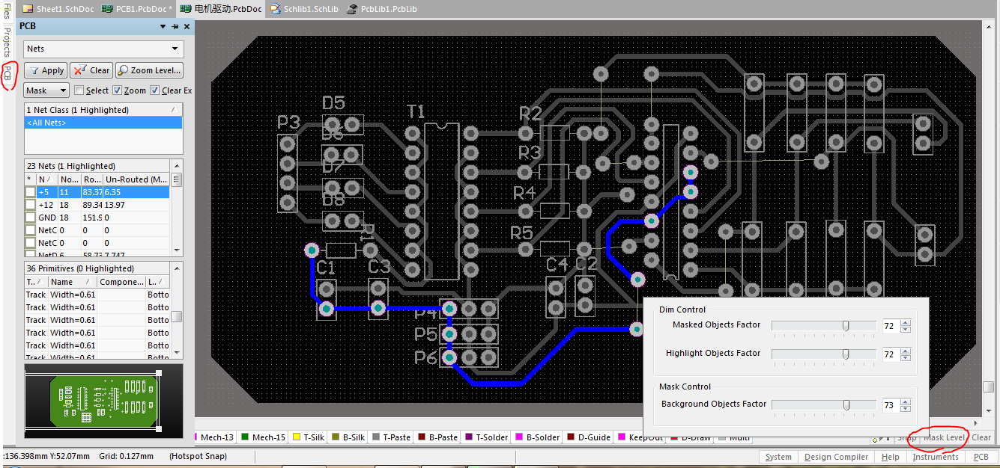 Files
Projects
PCB
Sheet1.SchDoc
PCB1.PcbDoc *
电机驱动.PcbDoc
Schlib1.SchLib
PcbLib1.PcbLib
PCB
Nets
Apply
Clear
Zoom Level...
Mask
Select
Zoom
Clear Ex
1 Net Class (1 Highlighted)
<All Nets>
23 Nets (1 Highlighted)
* N No... Ro... Un-Routed (M...
+5 11 83.37 6.35
+12 18 89.34 13.97
GND 18 151.9 0
NetC 0 0 0
NetC 0 0 0
NetD 6 58.73 7.747
36 Primitives (0 Highlighted)
T.. Name Compone... L..
Track Width=0.61 Botto
Track Width=0.61 Botto
Track Width=0.61 Botto
Track Width=0.61 Botto
Track Width=0.61 Botto
Track Width=0.61 Botto
P3
D5
D6
D7
D8
T1
R1
R2
R3
R4
R5
C1
C3
C4
C2
P4
P5
P6
Dim Control
Masked Objects Factor 72
Highlight Objects Factor 72
Mask Control
Background Objects Factor 73
Mech-13
Mech-15
T-Silk
B-Silk
T-Paste
B-Paste
T-Solder
B-Solder
D-Guide
KeepOut
D-Draw
Multi
Snap
Mask Level
Clear
:136.398mm Y:52.07mm Grid: 0.127mm (Hotspot Snap)
System
Design Compiler
Help
Instruments
PCB